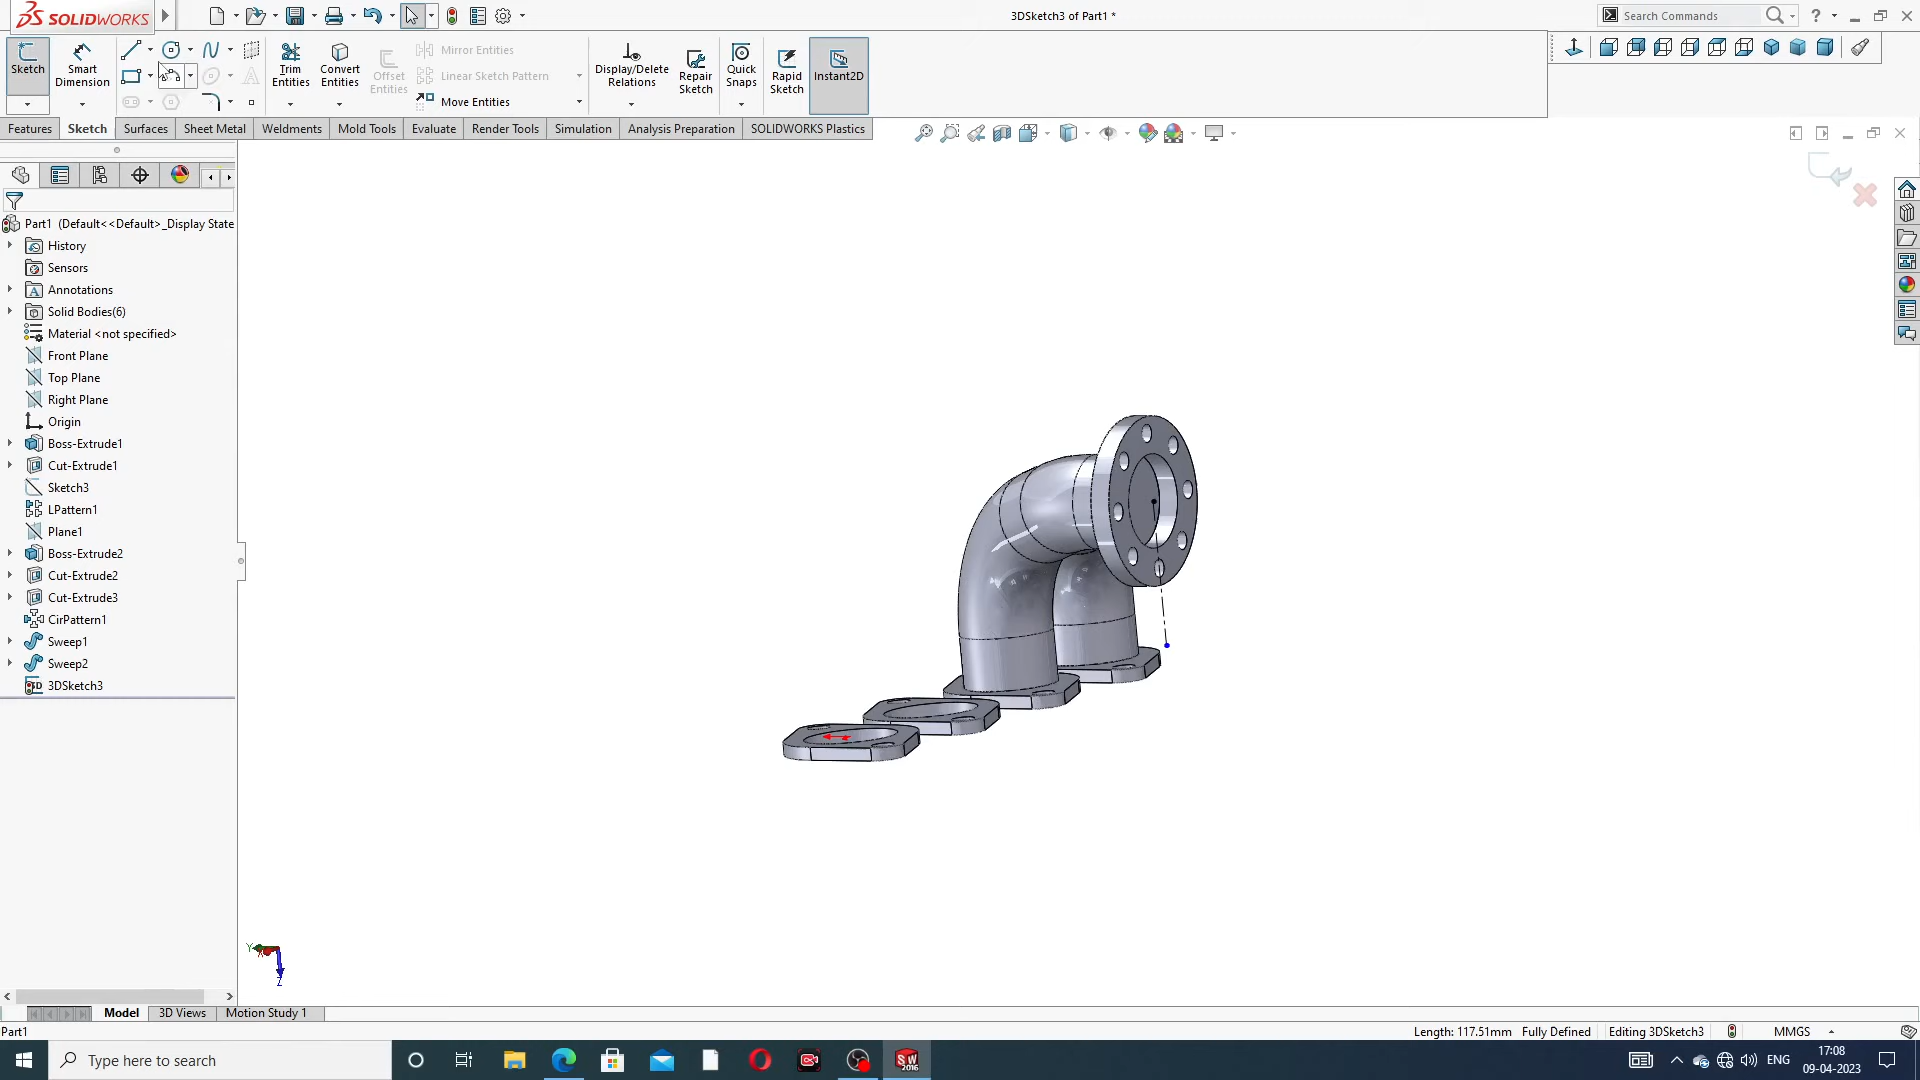 SOLIDWORKS
3DSketch3 of Part1 *
Search Commands
Sketch
Smart Dimension
Trim Entities
Convert Entities
Offset Entities
Mirror Entities
Linear Sketch Pattern
Move Entities
Display/Delete Relations
Repair Sketch
Quick Snaps
Rapid Sketch
Instant2D
Features
Sketch
Surfaces
Sheet Metal
Weldments
Mold Tools
Evaluate
Render Tools
Simulation
Analysis Preparation
SOLIDWORKS Plastics
Part1 (Default<<Default>_Display State
History
Sensors
Annotations
Solid Bodies(6)
Material <not specified>
Front Plane
Top Plane
Right Plane
Origin
Boss-Extrude1
Cut-Extrude1
Sketch3
LPattern1
Plane1
Boss-Extrude2
Cut-Extrude2
Cut-Extrude3
CirPattern1
Sweep1
Sweep2
3D 3DSketch3
Y
X
Z
Model
3D Views
Motion Study 1
Part1
Length: 117.51mm Fully Defined Editing 3DSketch3 MMGS
Type here to search
SW 2016
ENG
17:08
09-04-2023